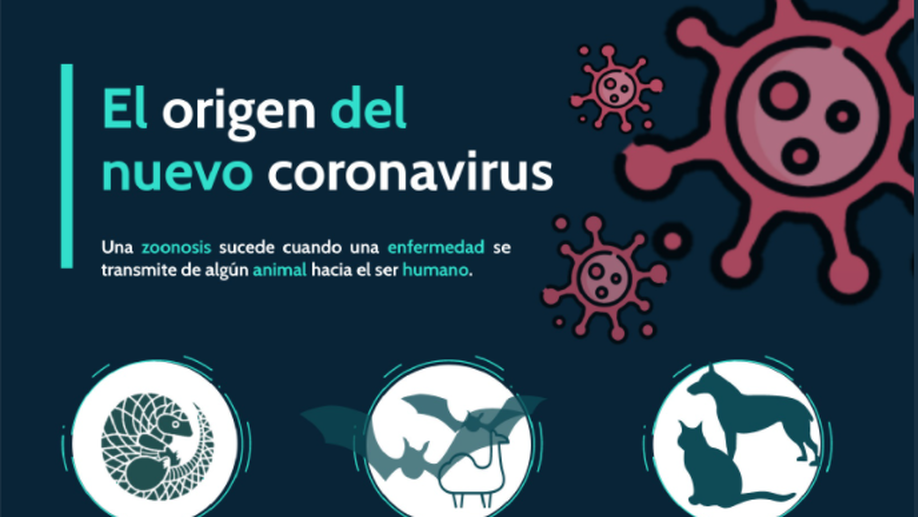 El origen del
nuevo coronavirus
Una zoonosis sucede cuando una enfermedad se
transmite de algún animal hacia el ser humano.